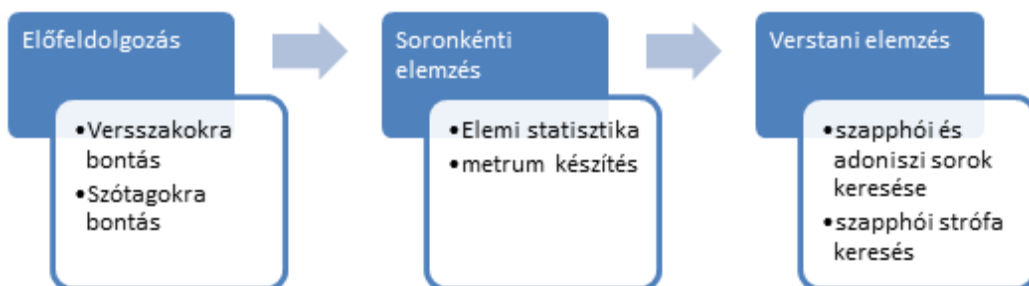 Előfeldolgozás
•Versszakokra
bontás
•Szótagokra
bontás
Soronkénti
elemzés
•Elemi statisztika
•metrum készítés
Verstani elemzés
•szapphói és
adoniszi sorok
keresése
•szapphói strófa
keresés